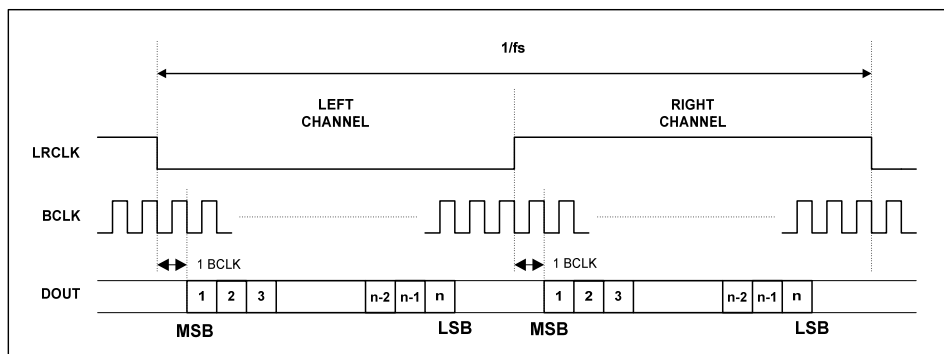 1/fs
LEFT
CHANNEL
RIGHT
CHANNEL
LRCLK
BCLK
1 BCLK
1 BCLK
DOUT
1 2 3 n-2 n-1 n 1 2 3 n-2 n-1 n
MSB LSB MSB LSB